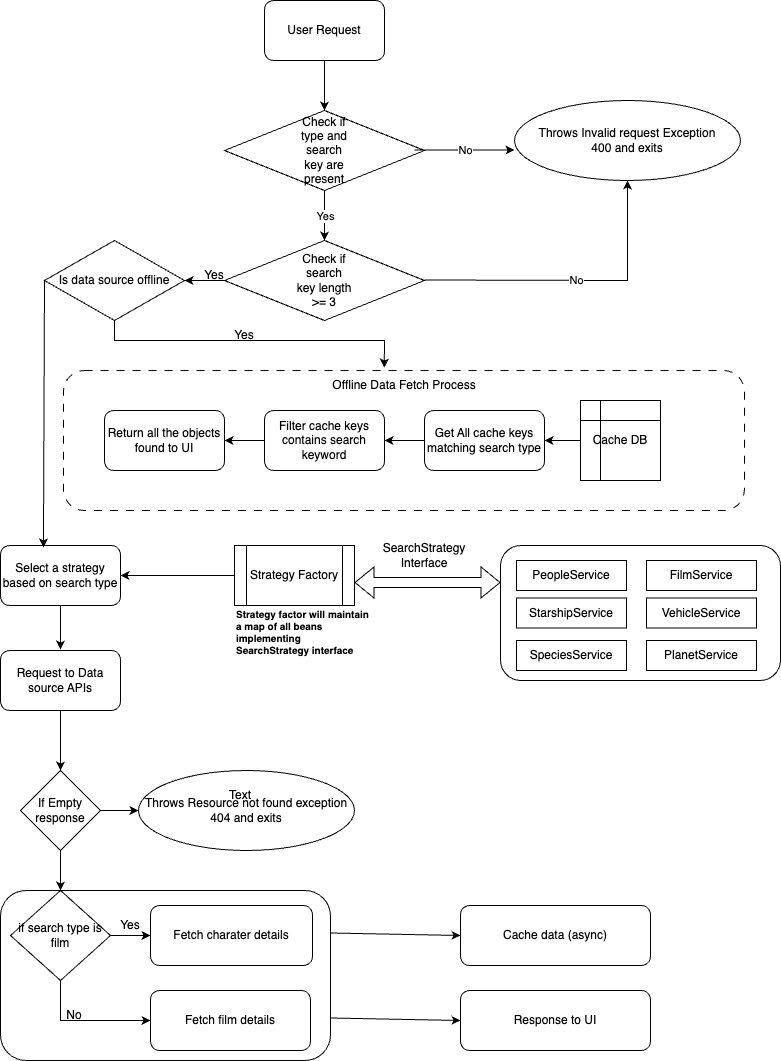 User Request
Check if
type and
search
key are
present
No
Throws Invalid request Exception
400 and exits
Yes
Check if
search
key length
>= 3
Yes
No
Is data source offline
Yes
Offline Data Fetch Process
Return all the objects
found to UI
Filter cache keys
contains search
keyword
Get All cache keys
matching search type
Cache DB
Select a strategy
based on search type
Strategy Factory
SearchStrategy
Interface
Strategy factor will maintain
a map of all beans
implementing
SearchStrategy interface
PeopleService
FilmService
StarshipService
VehicleService
SpeciesService
PlanetService
Request to Data
source APIs
If Empty
response
Text
Throws Resource not found exception
404 and exits
if search type is
film
Yes
Fetch charater details
Cache data (async)
No
Fetch film details
Response to UI